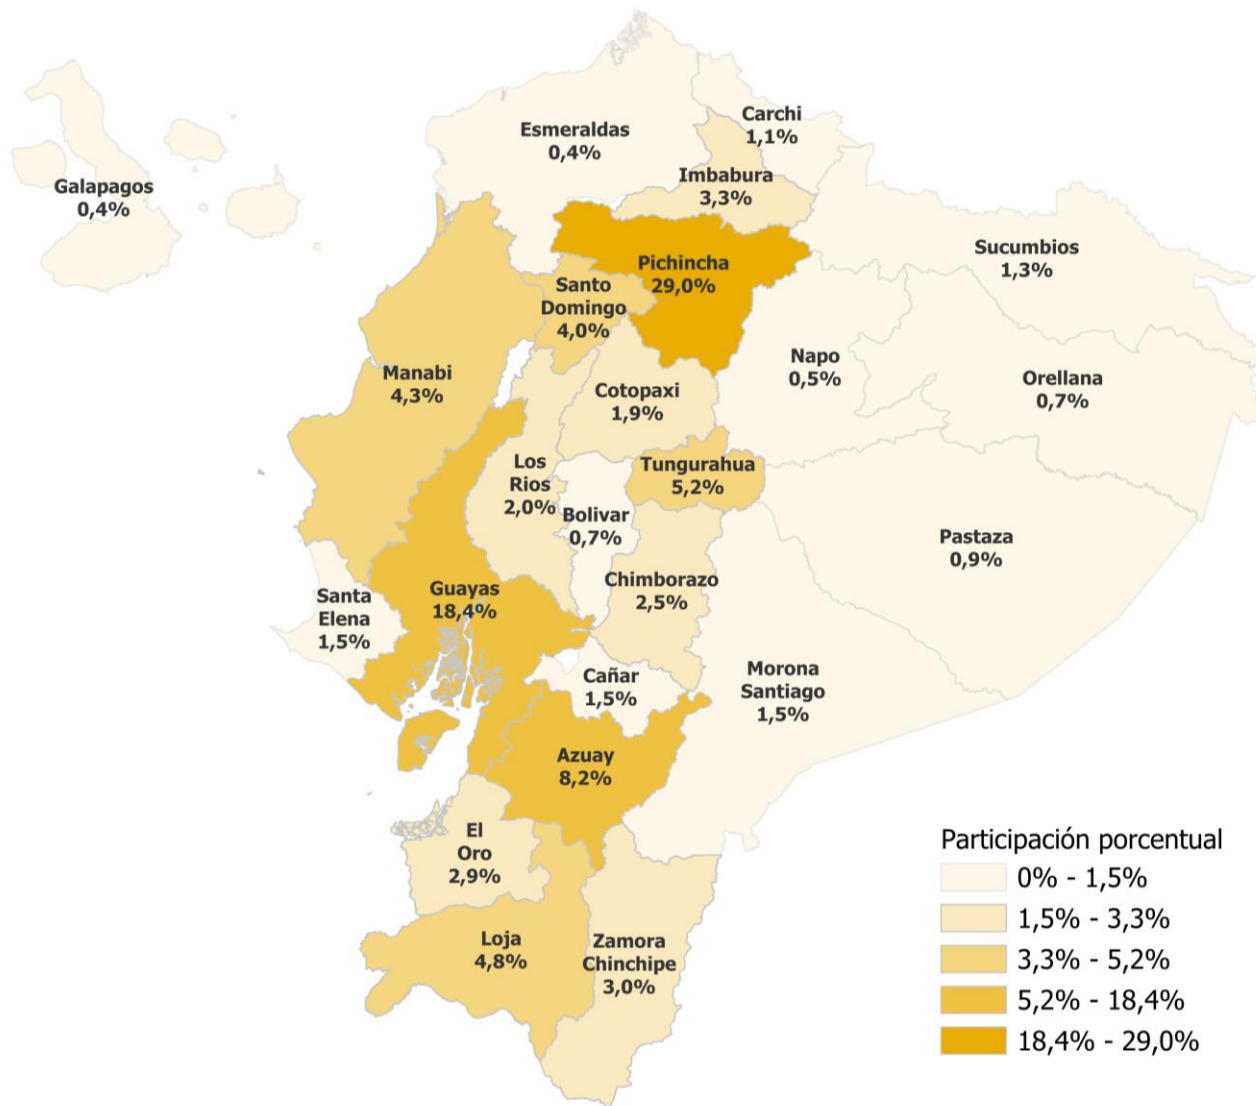 Carchi
1,1%
Esmeraldas
0,4%
Imbabura
3,3%
Galapagos
0,4%
Sucumbios
1,3%
Pichincha
29,0%
Santo
Domingo
4,0%
Napo
0,5%
Orellana
0,7%
Manabi
4,3%
Cotopaxi
1,9%
Los
Rios
2,0%
Tungurahua
5,2%
Bolivar
0,7%
Pastaza
0,9%
Chimborazo
2,5%
Guayas
18,4%
Santa
Elena
1,5%
Cañar
1,5%
Morona
Santiago
1,5%
Azuay
8,2%
El
Oro
2,9%
Loja
4,8%
Zamora
Chinchipe
3,0%
Participación porcentual
0% - 1,5%
1,5% - 3,3%
3,3% - 5,2%
5,2% - 18,4%
18,4% - 29,0%